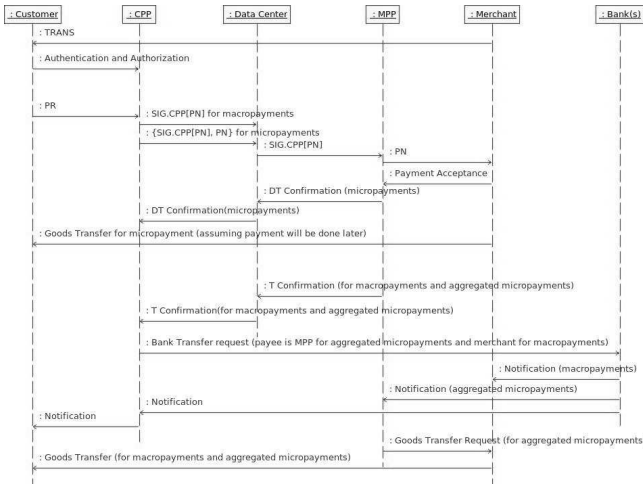 : Customer
: CPP
: Data Center
: MPP
: Merchant
: Bank(s)
: TRANS
: Authentication and Authorization
: PR
: SIG.CPP[PN] for macropayments
: {SIG.CPP[PN], PN} for micropayments
: SIG.CPP[PN]
: PN
: Payment Acceptance
: DT Confirmation (micropayments)
: DT Confirmation(micropayments)
: Goods Transfer for micropayment (assuming payment will be done later)
: T Confirmation (for macropayments and aggregated micropayments)
: T Confirmation(for macropayments and aggregated micropayments)
: Bank Transfer request (payee is MPP for aggregated micropayments and merchant for macropayments)
: Notification (macropayments)
: Notification (aggregated micropayments)
: Notification
: Notification
: Goods Transfer Request (for aggregated micropayments
: Goods Transfer (for macropayments and aggregated micropayments)